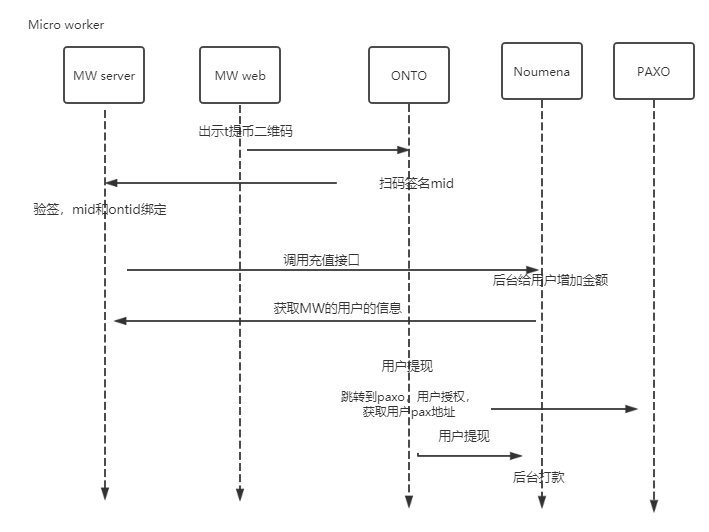 Micro worker
MW server
MW web
ONTO
Noumena
PAXO
出示t提币二维码
扫码签名mid
验签，mid和ontid绑定
调用充值接口
后台给用户增加金额
获取MW的用户的信息
用户提现
跳转到paxo，用户授权，
获取用户pax地址
用户提现
后台打款